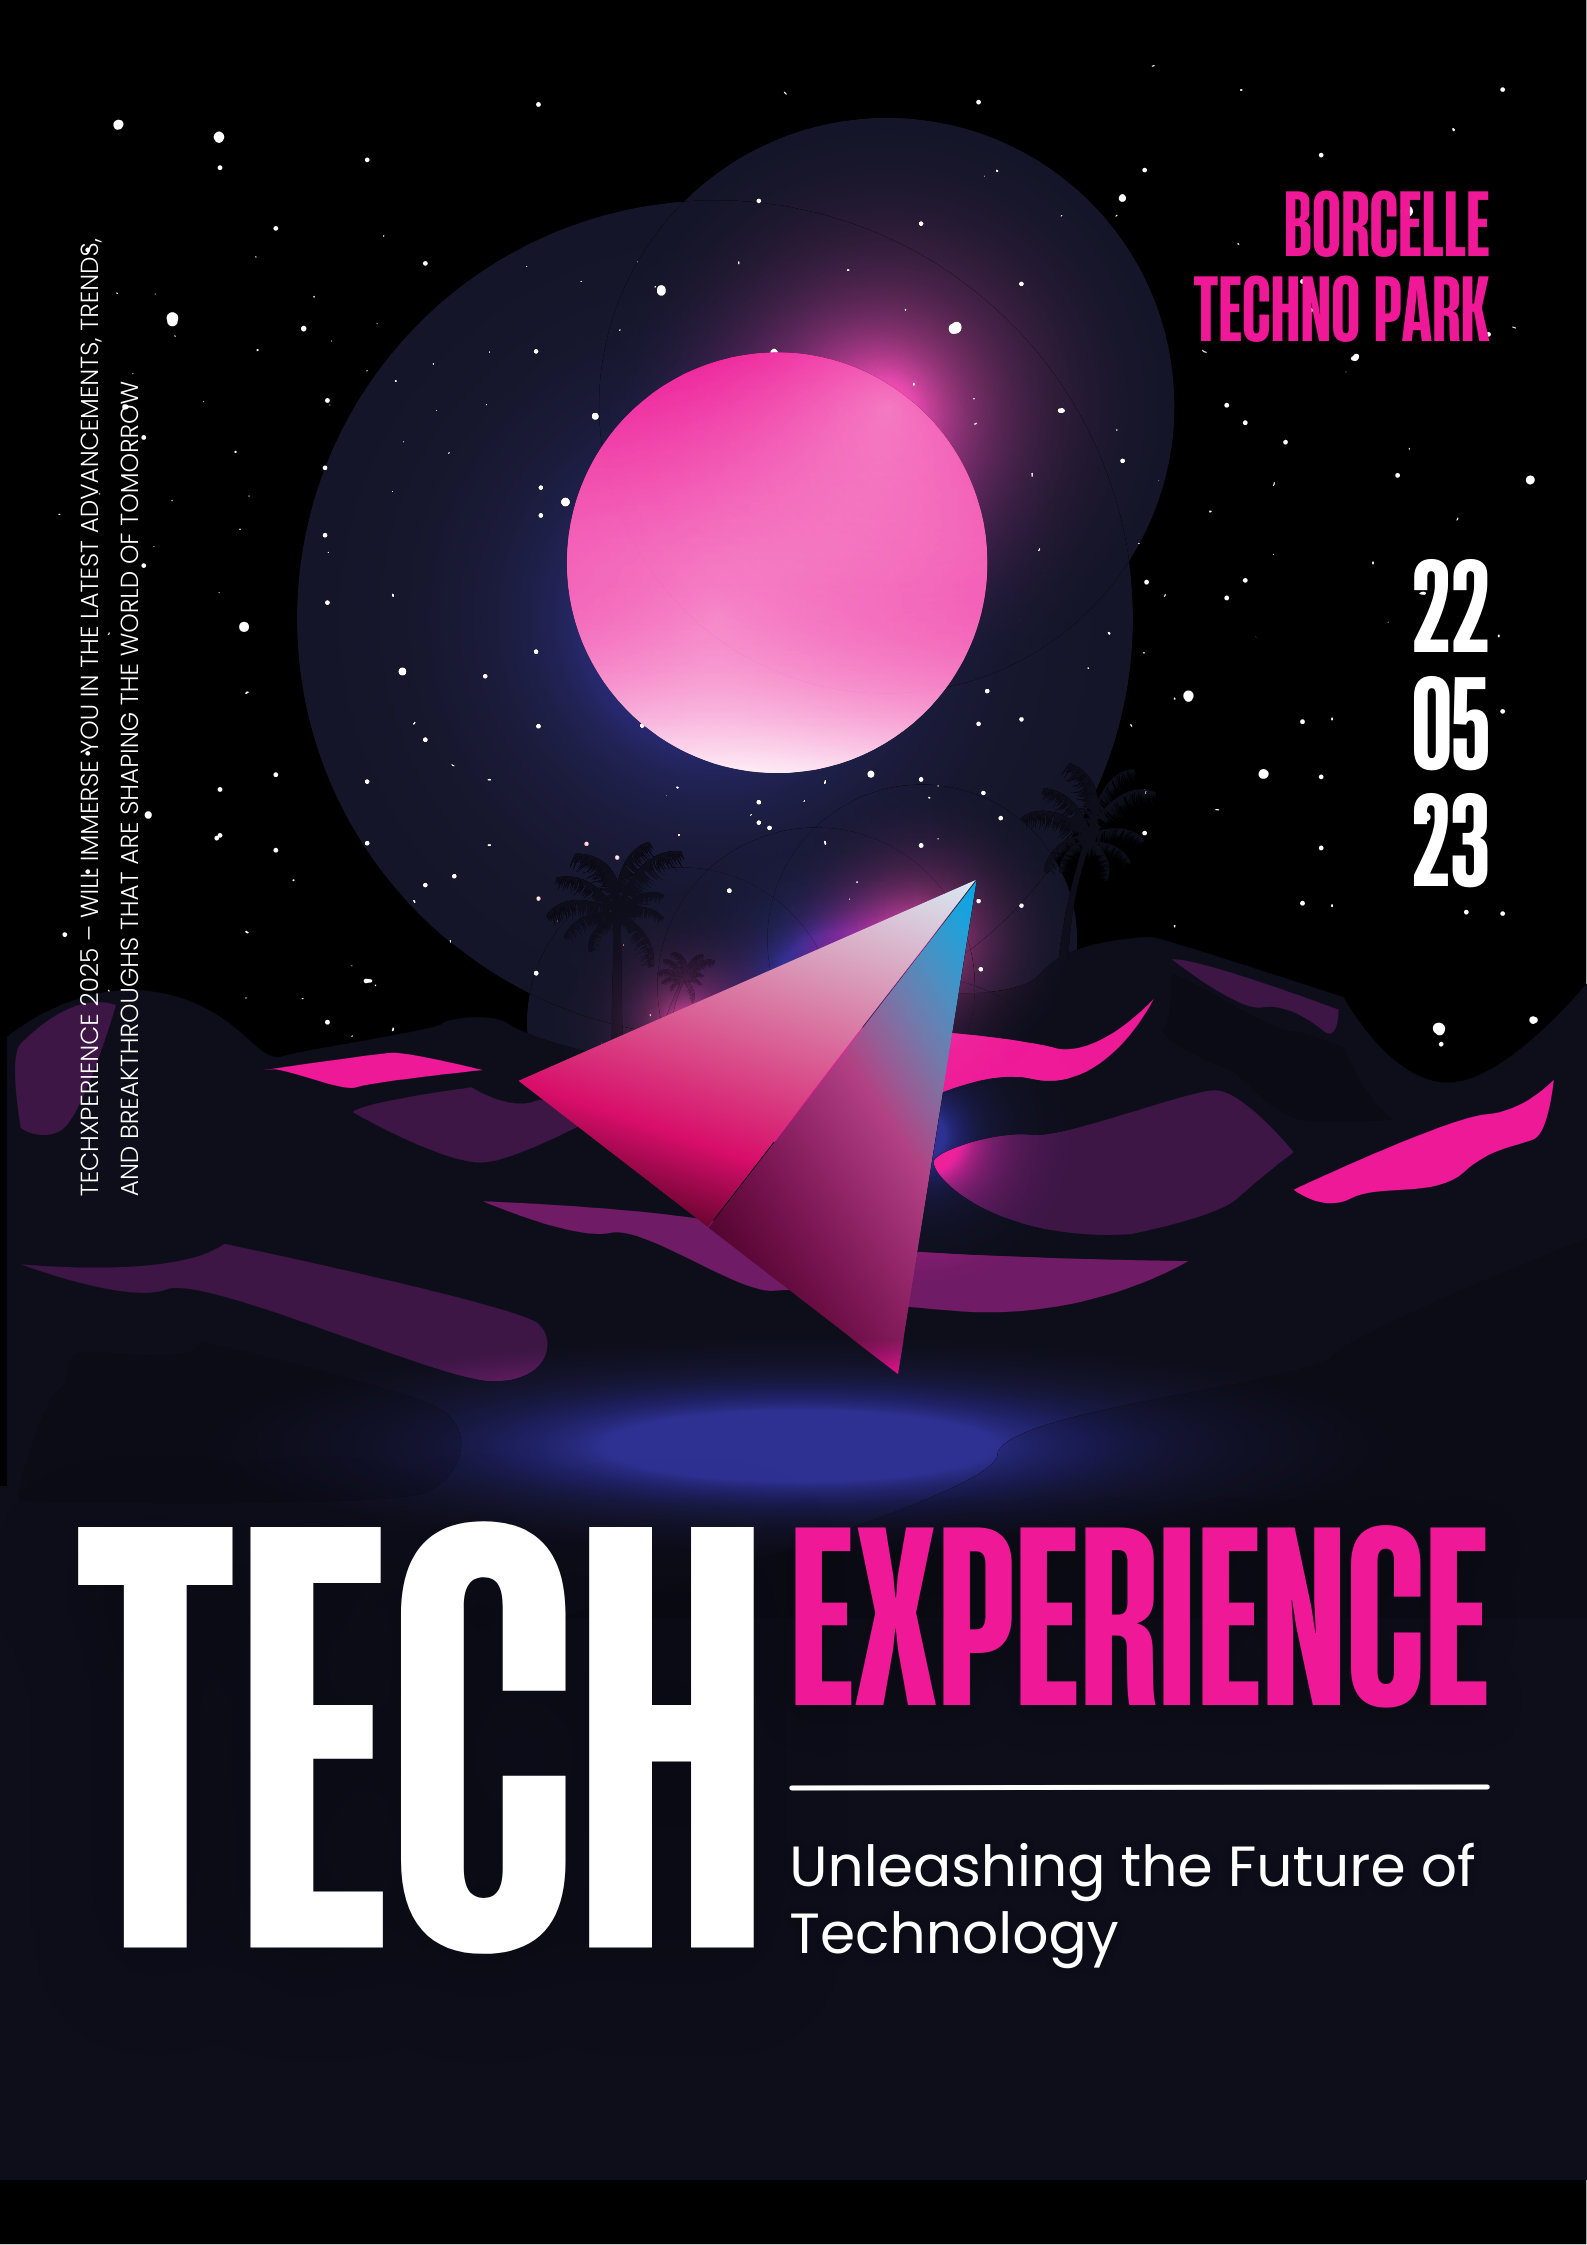 BORCELLE
TECHNO PARK
TECHXPERIENCE 2025 – WILL IMMERSE YOU IN THE LATEST ADVANCEMENTS, TRENDS,
AND BREAKTHROUGHS THAT ARE SHAPING THE WORLD OF TOMORROW
22
05
23
TECH
EXPERIENCE
Unleashing the Future of
Technology